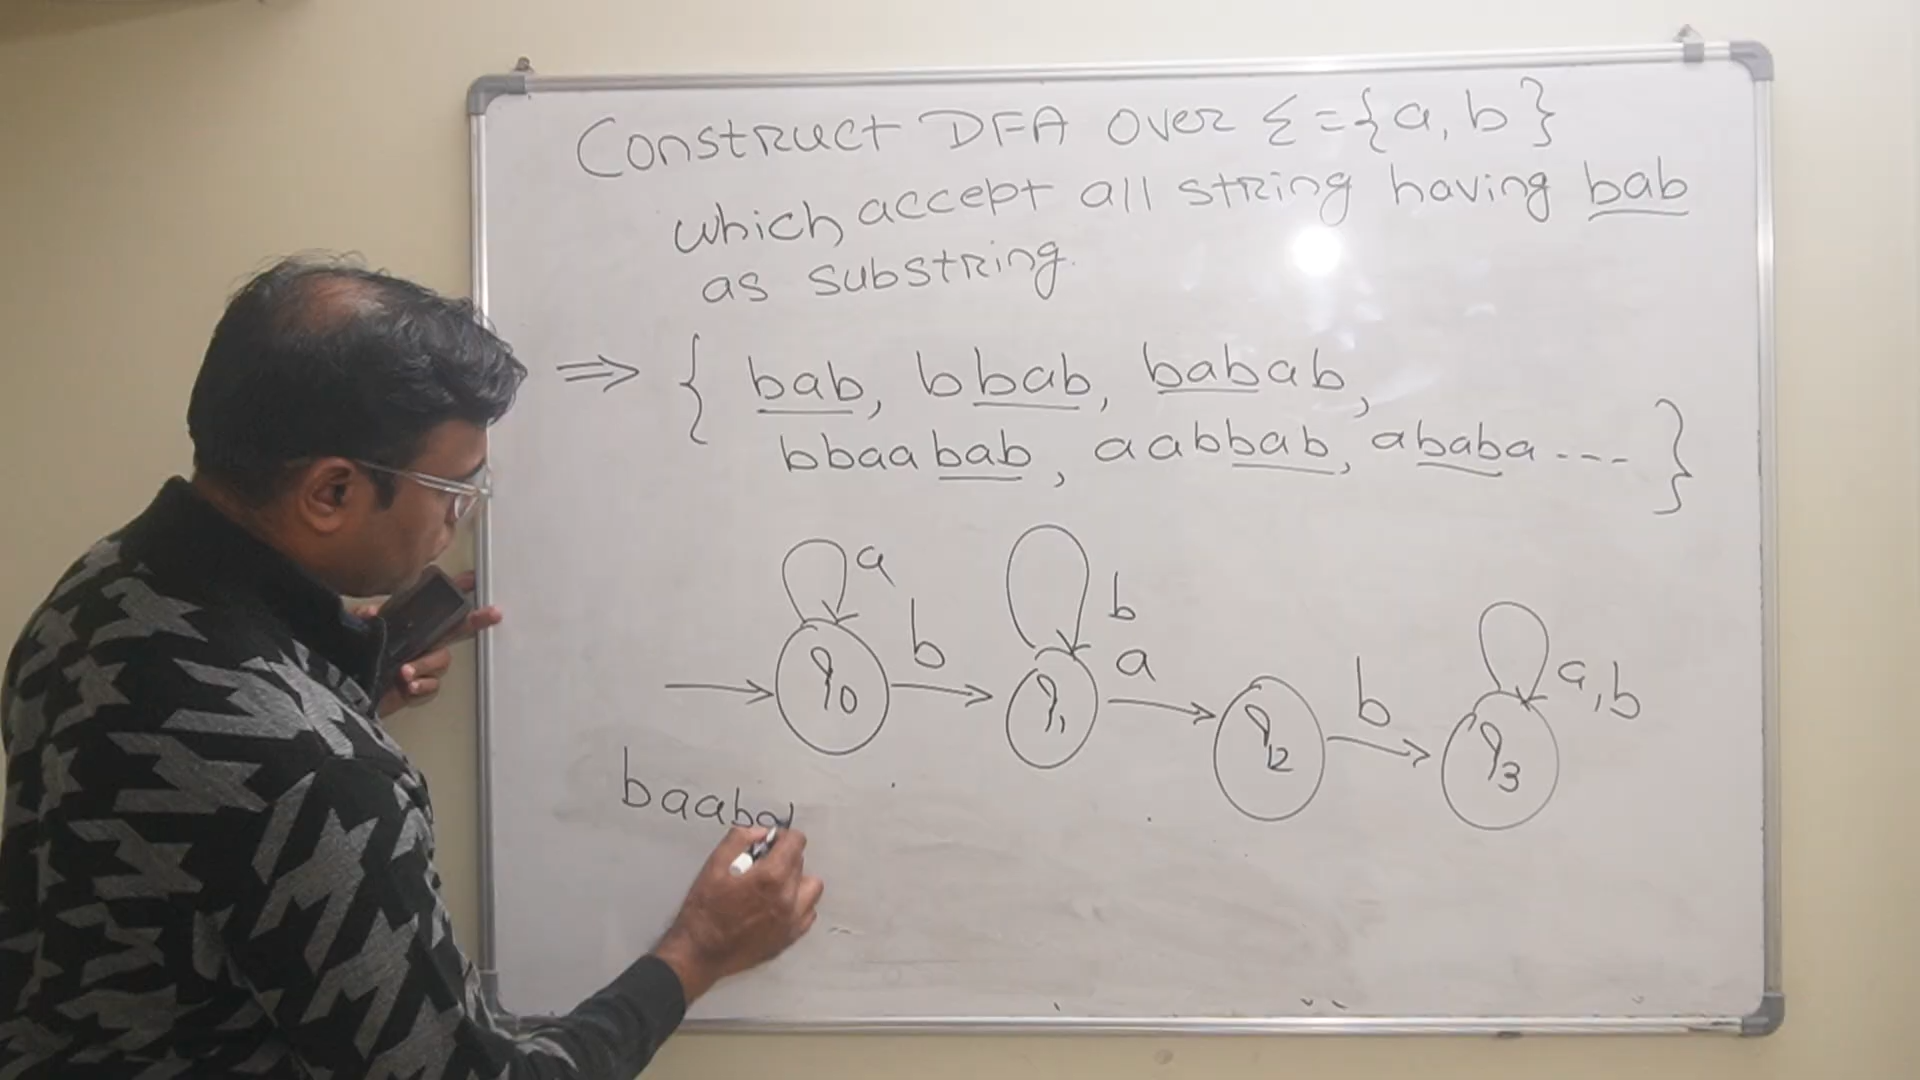 Construct DFA over Σ = {a, b}
which accept all string having bab
as substring.
⇒ { bab, bbab, babab,
bbaabab, aabbab, ababa --- }
a b a,b
b a b
q0 q1 q2 q3
baaba